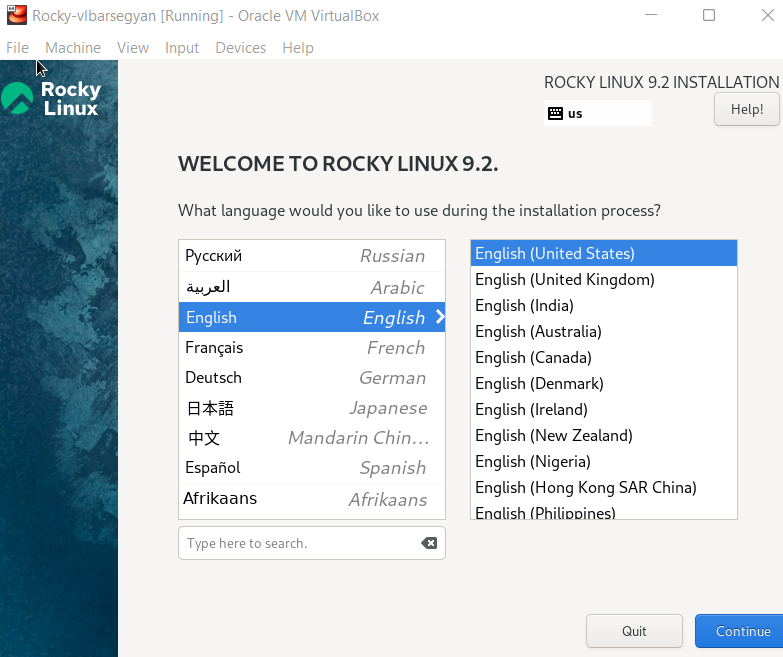 Rocky-vlbarsegyan [Running] - Oracle VM VirtualBox
File Machine View Input Devices Help
Rocky
Linux
ROCKY LINUX 9.2 INSTALLATION
us
Help!
WELCOME TO ROCKY LINUX 9.2.
What language would you like to use during the installation process?
Русский Russian
العربية Arabic
English English
Français French
Deutsch German
日本語 Japanese
中文 Mandarin Chin...
Español Spanish
Afrikaans Afrikaans
Type here to search.
English (United States)
English (United Kingdom)
English (India)
English (Australia)
English (Canada)
English (Denmark)
English (Ireland)
English (New Zealand)
English (Nigeria)
English (Hong Kong SAR China)
English (Philippines)
Quit
Continue